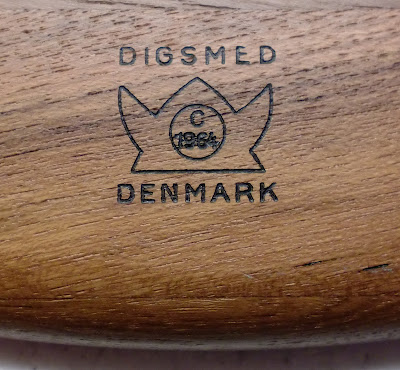 DIGSMED
C
1964
DENMARK